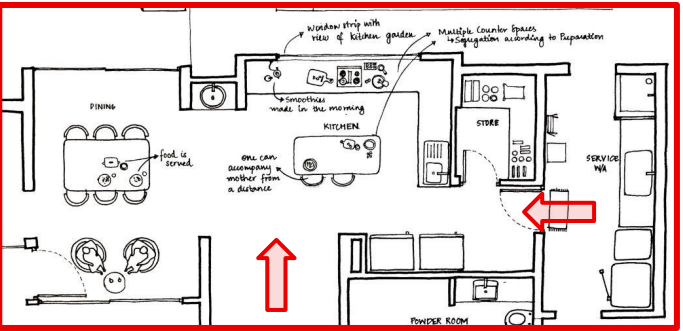 Window strip with
view of kitchen garden
Multiple Counter Spaces
↳ Segregation according to Preparation
DINING
Smoothies
made in the morning
KITCHEN
STORE
food is
served
One can
accompany
mother from
a distance
SERVICE
W/A
POWDER ROOM